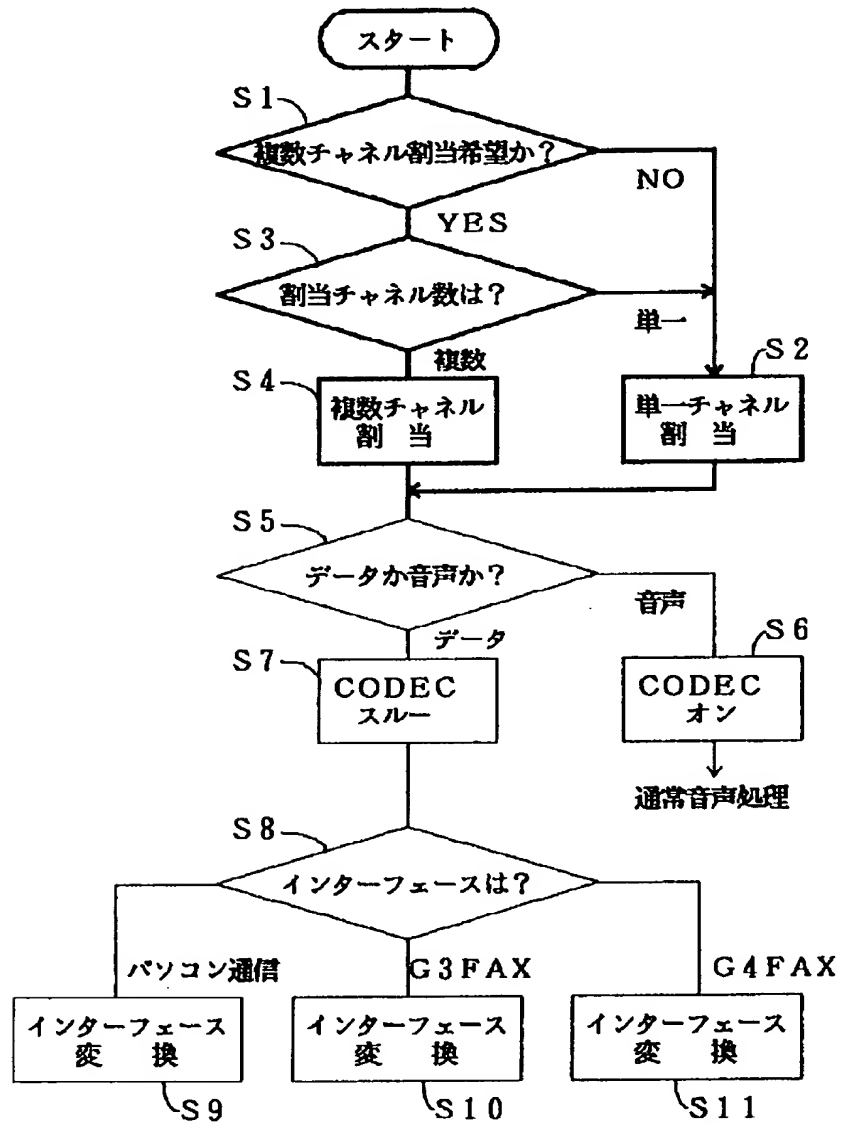 スタート
S1
複数チャネル割当希望か？
NO
YES
S3
割当チャネル数は？
単一
複数
S2
S4
複数チャネル
割　当
単一チャネル
割　当
S5
データか音声か？
音声
データ
S6
S7
CODEC
スルー
CODEC
オン
通常音声処理
S8
インターフェースは？
パソコン通信
G3FAX
G4FAX
インターフェース
変　換
インターフェース
変　換
インターフェース
変　換
S9
S10
S11